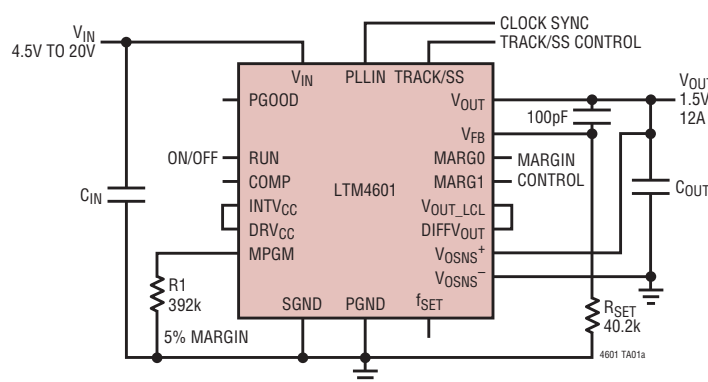 CLOCK SYNC
TRACK/SS CONTROL
VIN
4.5V TO 20V
VIN
PLLIN
TRACK/SS
PGOOD
VOUT
VOUT
1.5V
12A
100pF
VFB
ON/OFF
RUN
MARG0
MARGIN
CONTROL
COMP
LTM4601
MARG1
CIN
COUT
INTVCC
VOUT_LCL
DRVCC
DIFFVOUT
MPGM
VOSNS+
VOSNS–
R1
392k
5% MARGIN
SGND
PGND
fSET
RSET
40.2k
4601 TA01a